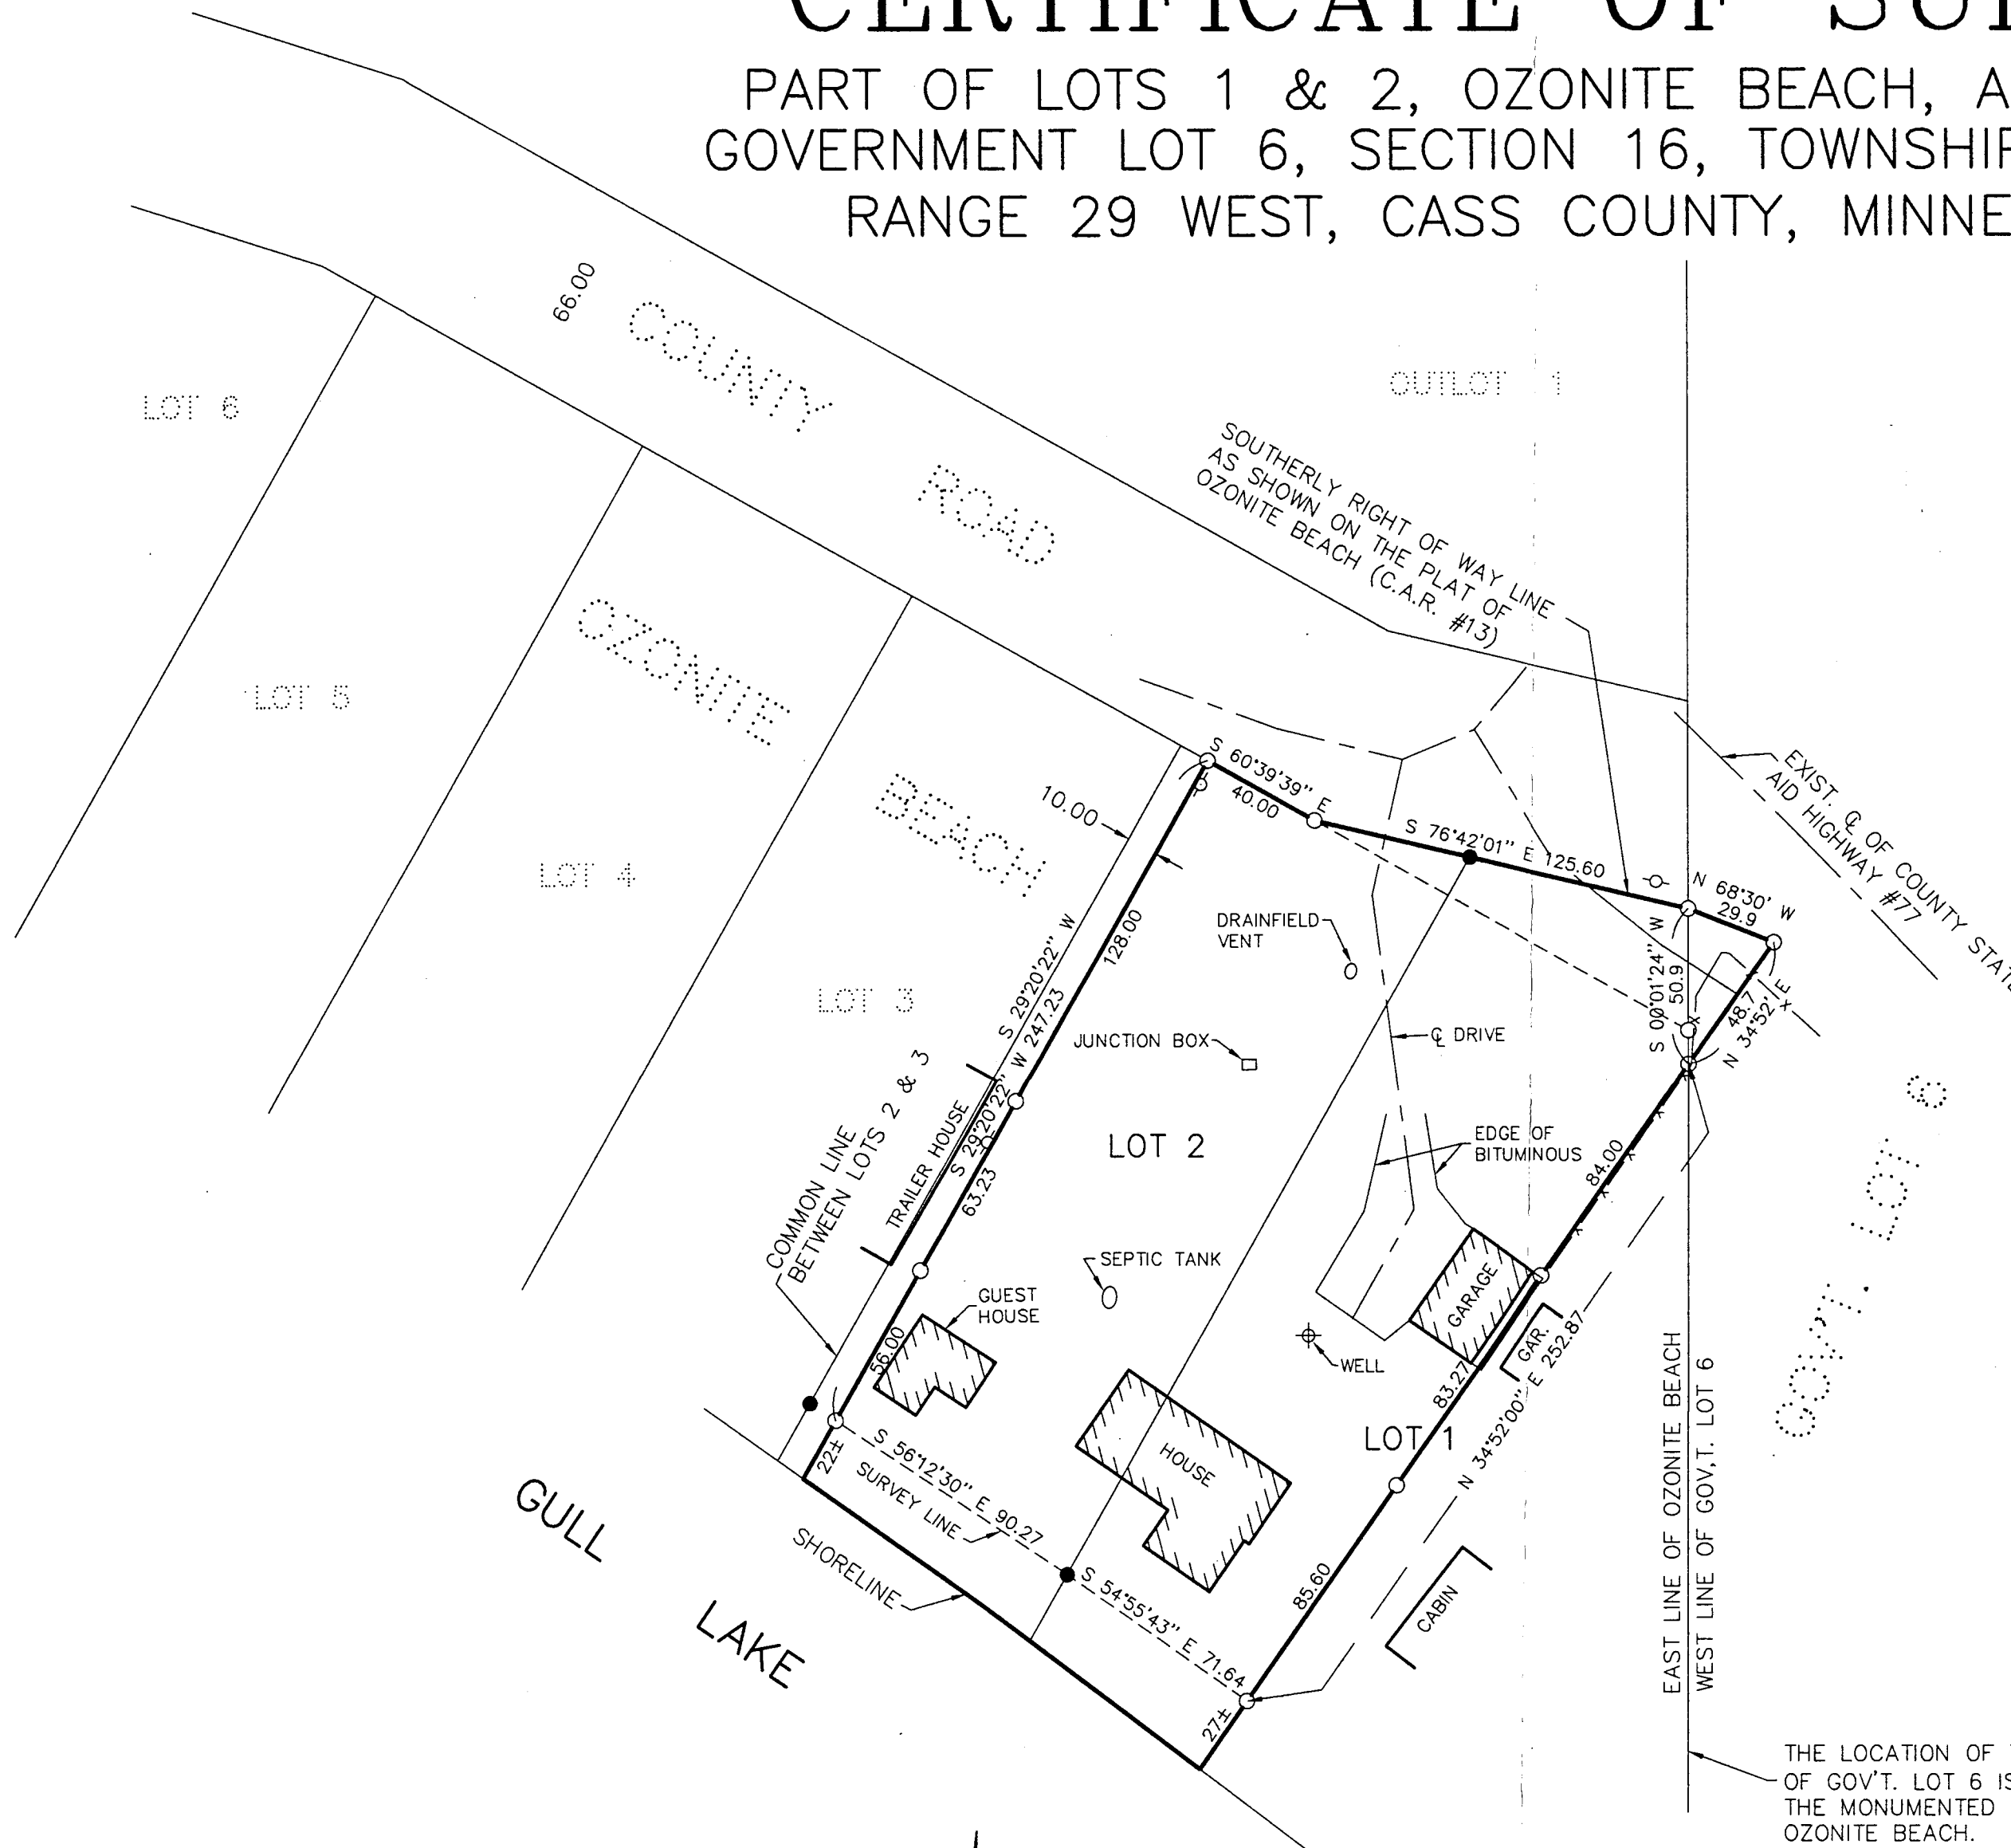 CERTIFICATE OF
PART OF LOTS 1 & 2, OZONITE BEACH,
GOVERNMENT LOT 6, SECTION 16,
RANGE 29 WEST, CASS COUNTY,
66.00
COUNTY
ROAD
OUTLOT 1
LOT 6
SOUTHERLY RIGHT OF WAY LINE
AS SHOWN ON THE PLAT OF
OZONITE BEACH (C.A.R. #13)
OZONITE
BEACH
LOT 5
LOT 4
LOT 3
EXIST. ℄ OF COUNTY STATE
AID HIGHWAY #77
S 60°39'39" E
40.00
S 76°42'01" E 125.60
N 68°30' W
29.9
10.00
128.00
S 29°20'22" W
S 29°20'22" W 247.23
DRAINFIELD
VENT
S 00°01'24" W
50.9
48.7
N 34°52' E
JUNCTION BOX
℄ DRIVE
COMMON LINE
BETWEEN LOTS 2 & 3
TRAILER HOUSE
63.23
LOT 2
EDGE OF
BITUMINOUS
84.00
GOV'T. LOT 6
SEPTIC TANK
GUEST
HOUSE
56.00
GARAGE
GAR.
WELL
83.27
N 34°52'00" E 252.87
LOT 1
EAST LINE OF OZONITE BEACH
WEST LINE OF GOV,T. LOT 6
22±
S 56°12'30" E 90.27
SURVEY LINE
HOUSE
GULL
LAKE
SHORELINE
S 54°55'43" E 71.64
85.60
CABIN
27±
THE LOCATION OF
OF GOV'T. LOT 6 IS
THE MONUMENTED
OZONITE BEACH.